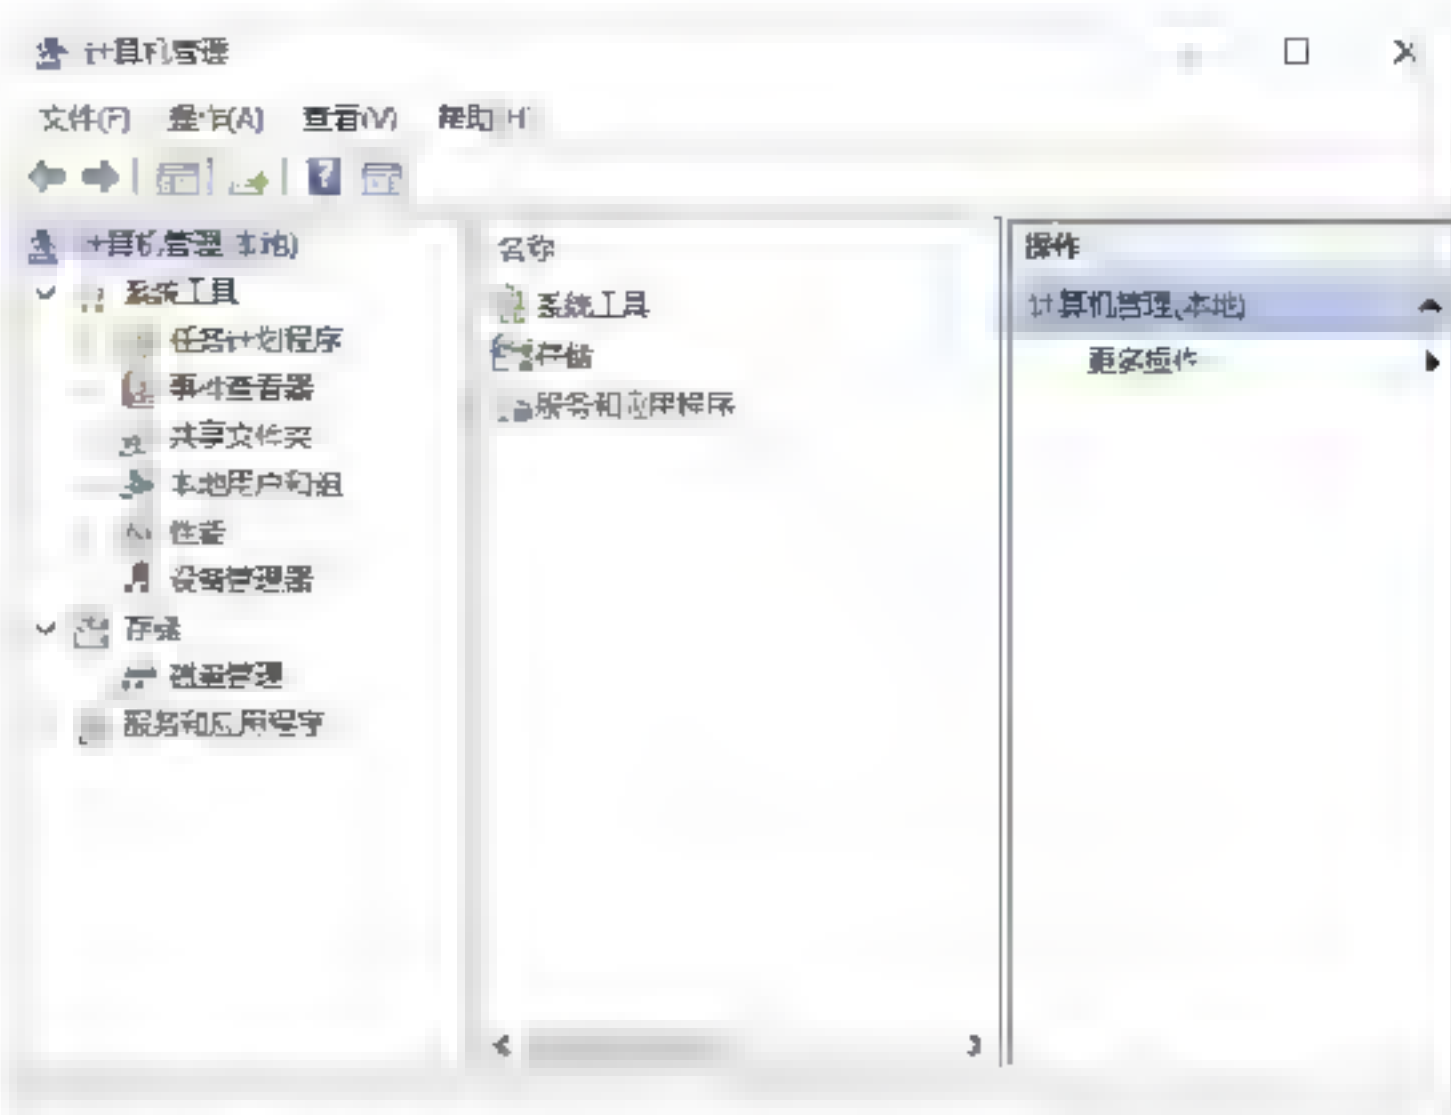 计算机管理
文件(F) 操作(A) 查看(V) 帮助(H)
计算机管理(本地)
系统工具
任务计划程序
事件查看器
共享文件夹
本地用户和组
性能
设备管理器
存储
磁盘管理
服务和应用程序
名称
系统工具
存储
服务和应用程序
操作
计算机管理(本地)
更多操作